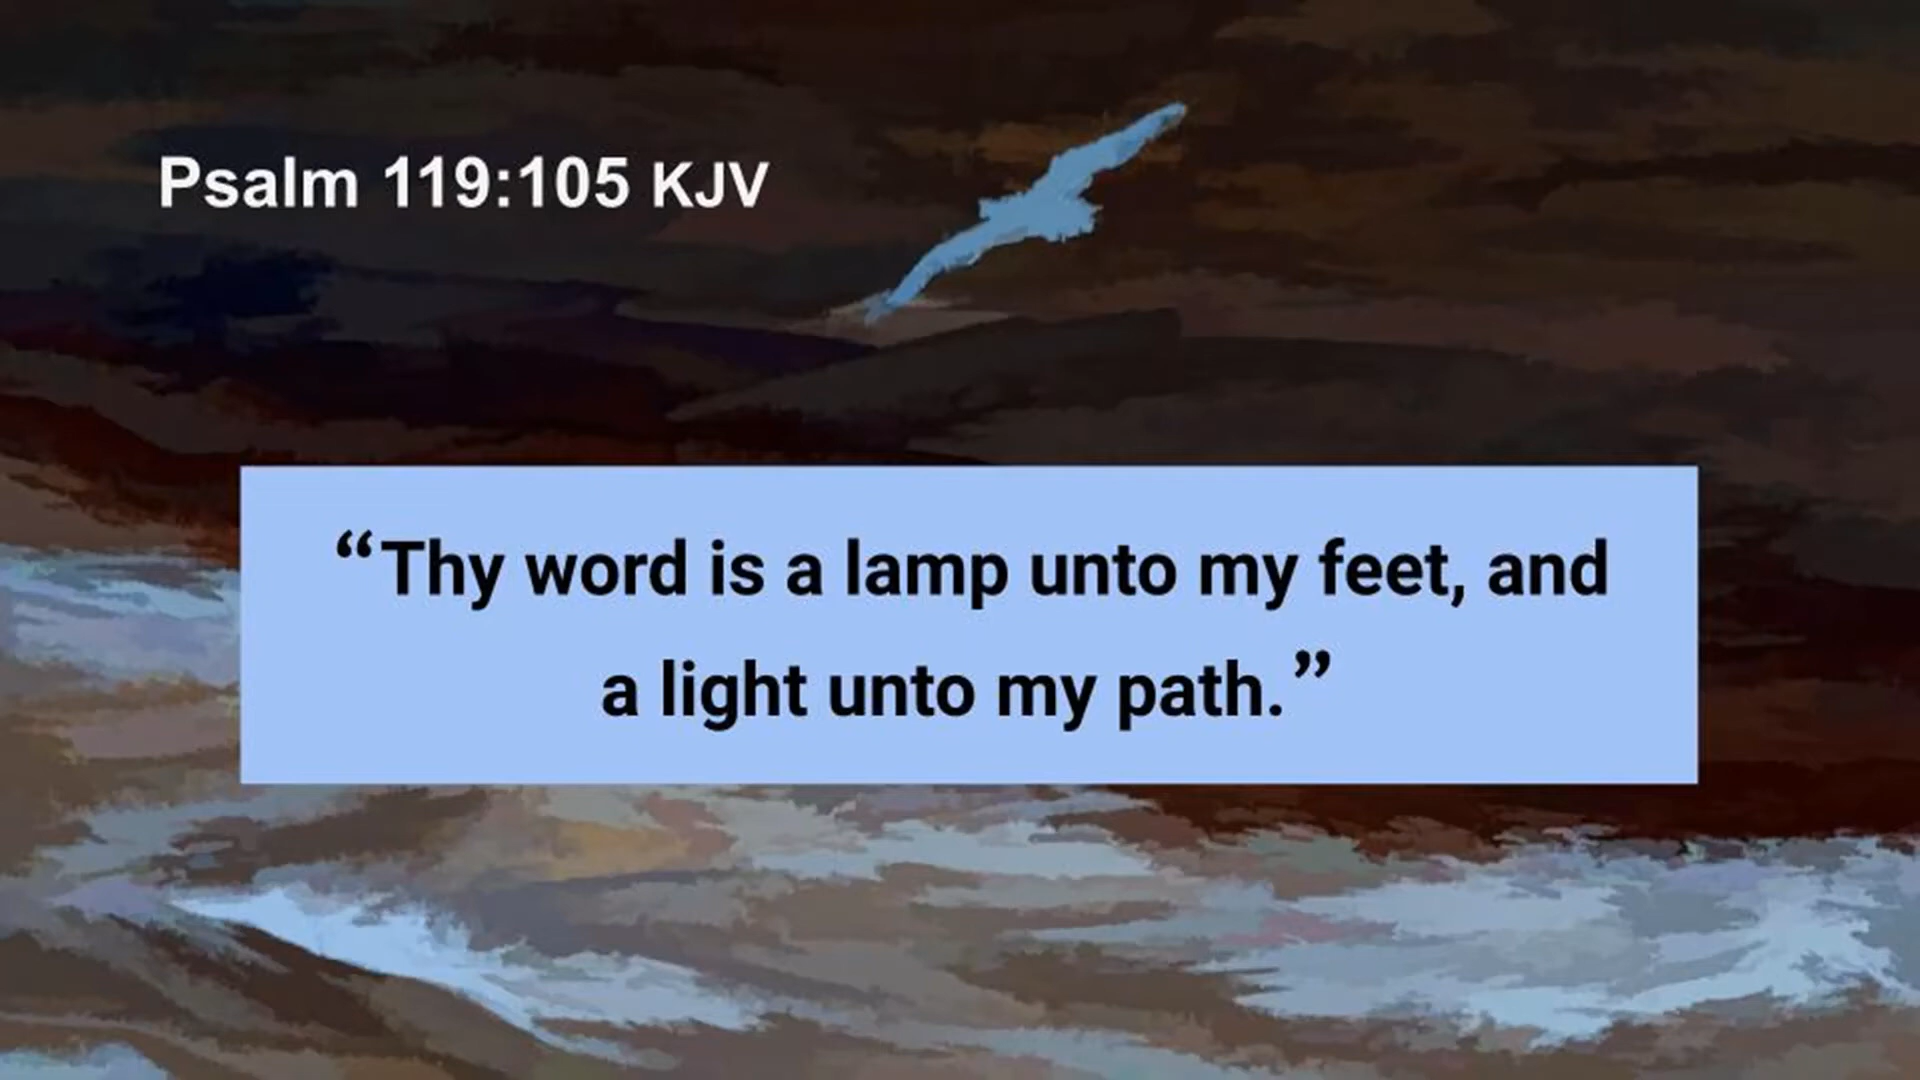 Psalm 119:105 KJV
“Thy word is a lamp unto my feet, and
a light unto my path.”